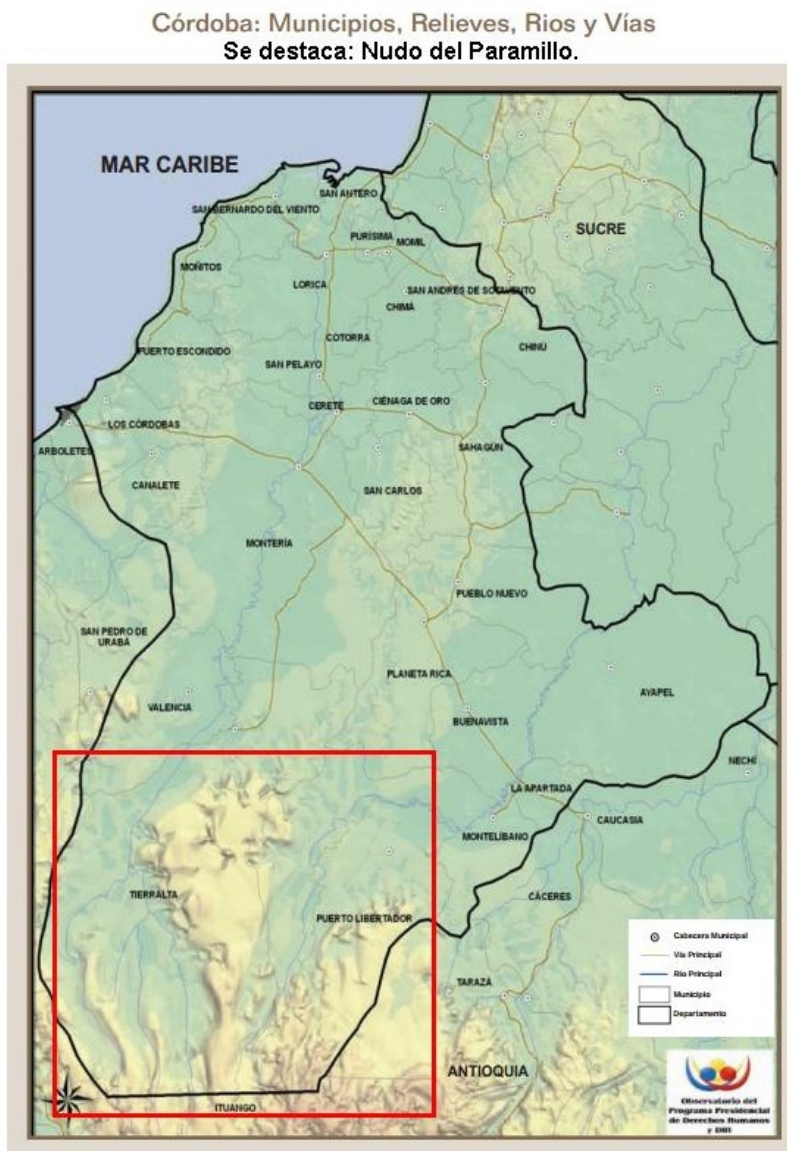 Córdoba: Municipios, Relieves, Rios y Vías
Se destaca: Nudo del Paramillo.
MAR CARIBE
SAN ANTERO
SAN BERNARDO DEL VIENTO
SUCRE
PURÍSIMA
MOMIL
MOÑITOS
LORICA
SAN ANDRÉS DE SOTAVENTO
CHIMÁ
COTORRA
CHINÚ
PUERTO ESCONDIDO
SAN PELAYO
CIÉNAGA DE ORO
CERETÉ
LOS CÓRDOBAS
SAHAGÚN
ARBOLETES
CANALETE
SAN CARLOS
MONTERÍA
PUEBLO NUEVO
SAN PEDRO DE
URABÁ
PLANETA RICA
AYAPEL
VALENCIA
BUENAVISTA
NECHÍ
LA APARTADA
CAUCASIA
MONTELÍBANO
TIERRALTA
CÁCERES
PUERTO LIBERTADOR
Cabecera Municipal
Vía Principal
Río Principal
Municipio
Departamento
TARAZÁ
ANTIOQUIA
ITUANGO
Observatorio del
Programa Presidencial
de Derechos Humanos
y DIH